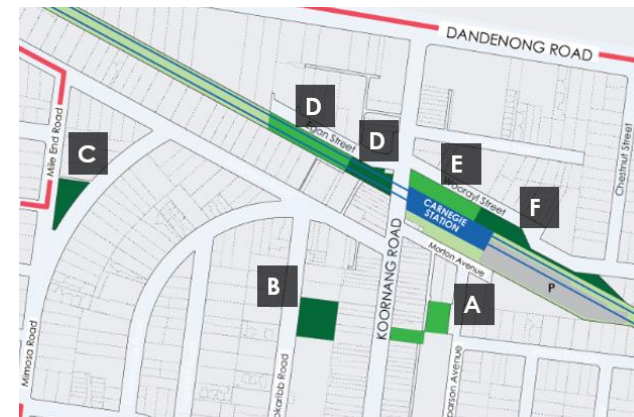 DANDENONG ROAD
D
D
E
F
C
B
A
Mile End Road
Chestnut Street
CARNEGIE
STATION
Morton Avenue
KOORNANG ROAD
P
Mimosa Road